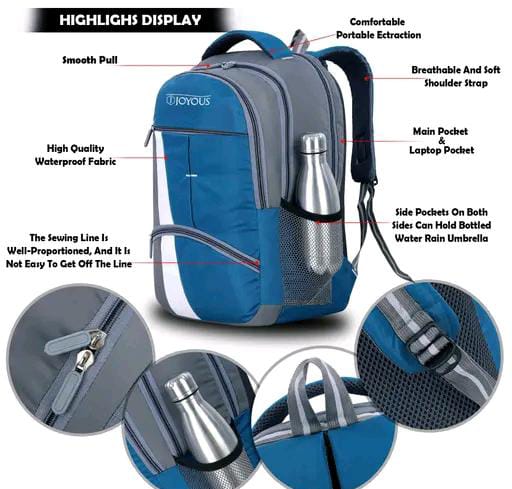 HIGHLIGHS DISPLAY
Comfortable
Portable Ectraction
Smooth Pull
Breathable And Soft
Shoulder Strap
JOYOUS
Main Pocket
&
Laptop Pocket
High Quality
Waterproof Fabric
Side Pockets On Both
Sides Can Hold Bottled
Water Rain Umbrella
The Sewing Line Is
Well-Proportioned, And It Is
Not Easy To Get Off The Line